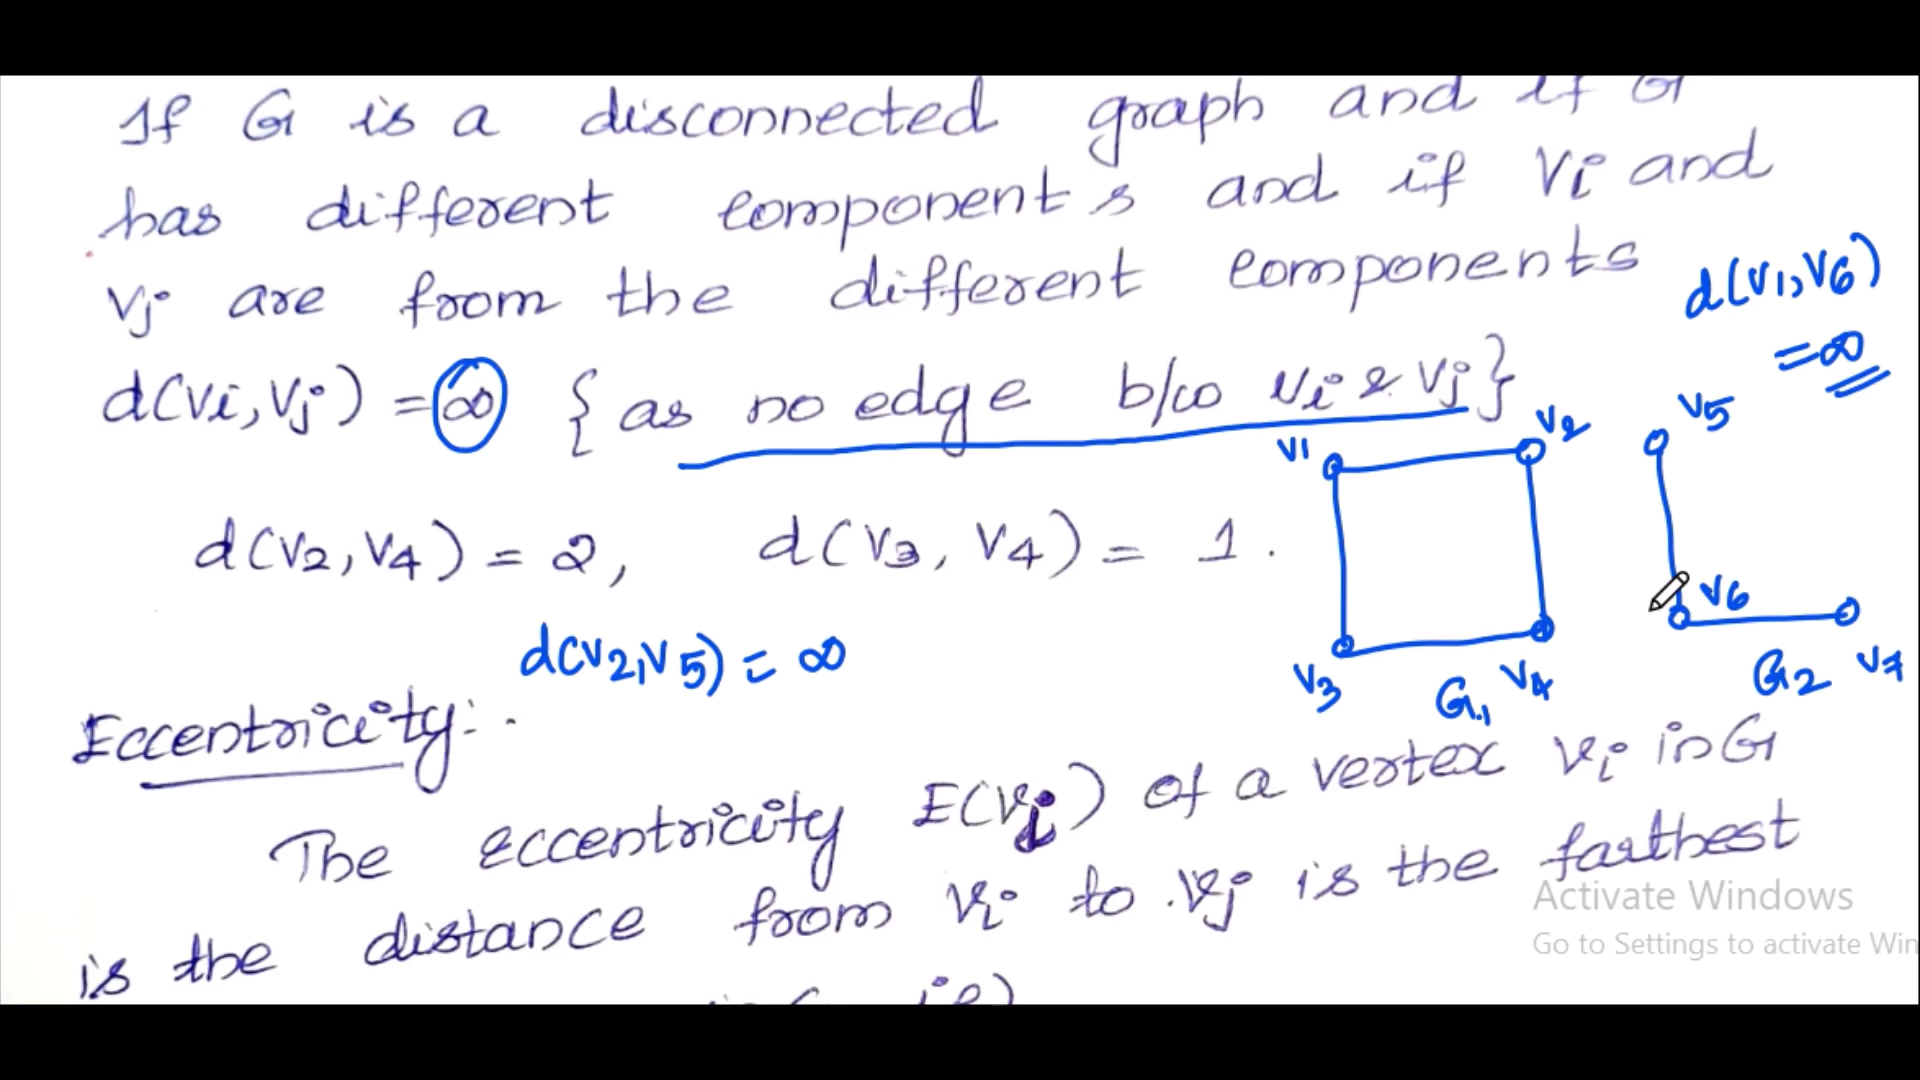 If G is a disconnected graph and if G
has different components and if Vi and
Vj are from the different components
d(V1,V6)
=∞
d(Vi,Vj) = ∞ {as no edge b/w Vi & Vj}
V1 V2 V5
d(V2,V4) = 2, d(V3,V4) = 1.
V6
d(V2,V5) = ∞
V3 G1 V4 G2 V7
Eccentricity:-
The eccentricity E(Vi) of a vertex Vi in G
is the distance from Vi to Vj is the farthest
Activate Windows
Go to Settings to activate Win